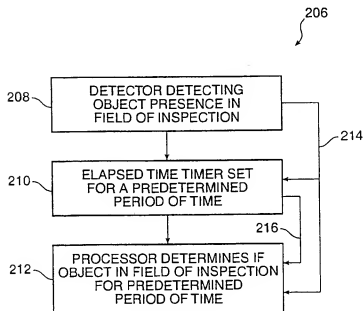 206
208
DETECTOR DETECTING
OBJECT PRESENCE IN
FIELD OF INSPECTION
214
210
ELAPSED TIME TIMER SET
FOR A PREDETERMINED
PERIOD OF TIME
216
212
PROCESSOR DETERMINES IF
OBJECT IN FIELD OF INSPECTION
FOR PREDETERMINED
PERIOD OF TIME